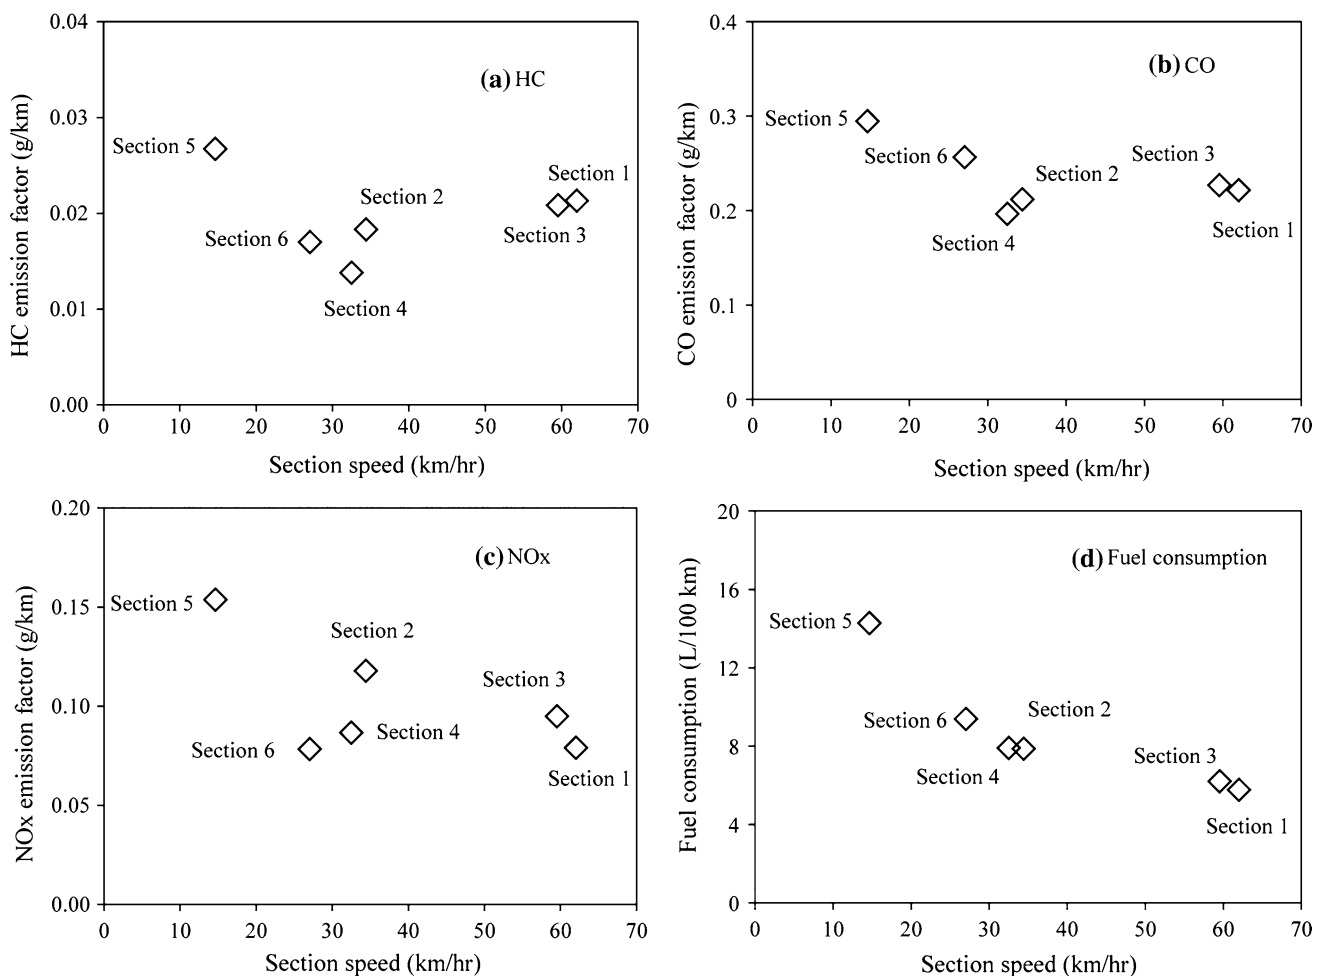 (a) HC
HC emission factor (g/km)
0.04
0.03
0.02
0.01
0.00
Section 5
Section 1
Section 2
Section 6
Section 3
Section 4
0 10 20 30 40 50 60 70
Section speed (km/hr)
(b) CO
CO emission factor (g/km)
0.4
0.3
0.2
0.1
0
Section 5
Section 6
Section 3
Section 2
Section 4
Section 1
0 10 20 30 40 50 60 70
Section speed (km/hr)
(c) NOx
NOx emission factor (g/km)
0.20
0.15
0.10
0.05
0.00
Section 5
Section 2
Section 3
Section 4
Section 6
Section 1
0 10 20 30 40 50 60 70
Section speed (km/hr)
(d) Fuel consumption
Fuel consumption (L/100 km)
20
16
12
8
4
0
Section 5
Section 6
Section 2
Section 3
Section 4
Section 1
0 10 20 30 40 50 60 70
Section speed (km/hr)